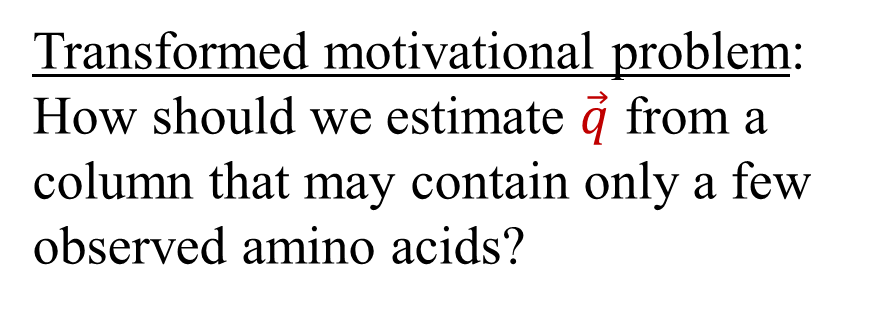 Transformed motivational problem:
How should we estimate q⃗ from a
column that may contain only a few
observed amino acids?